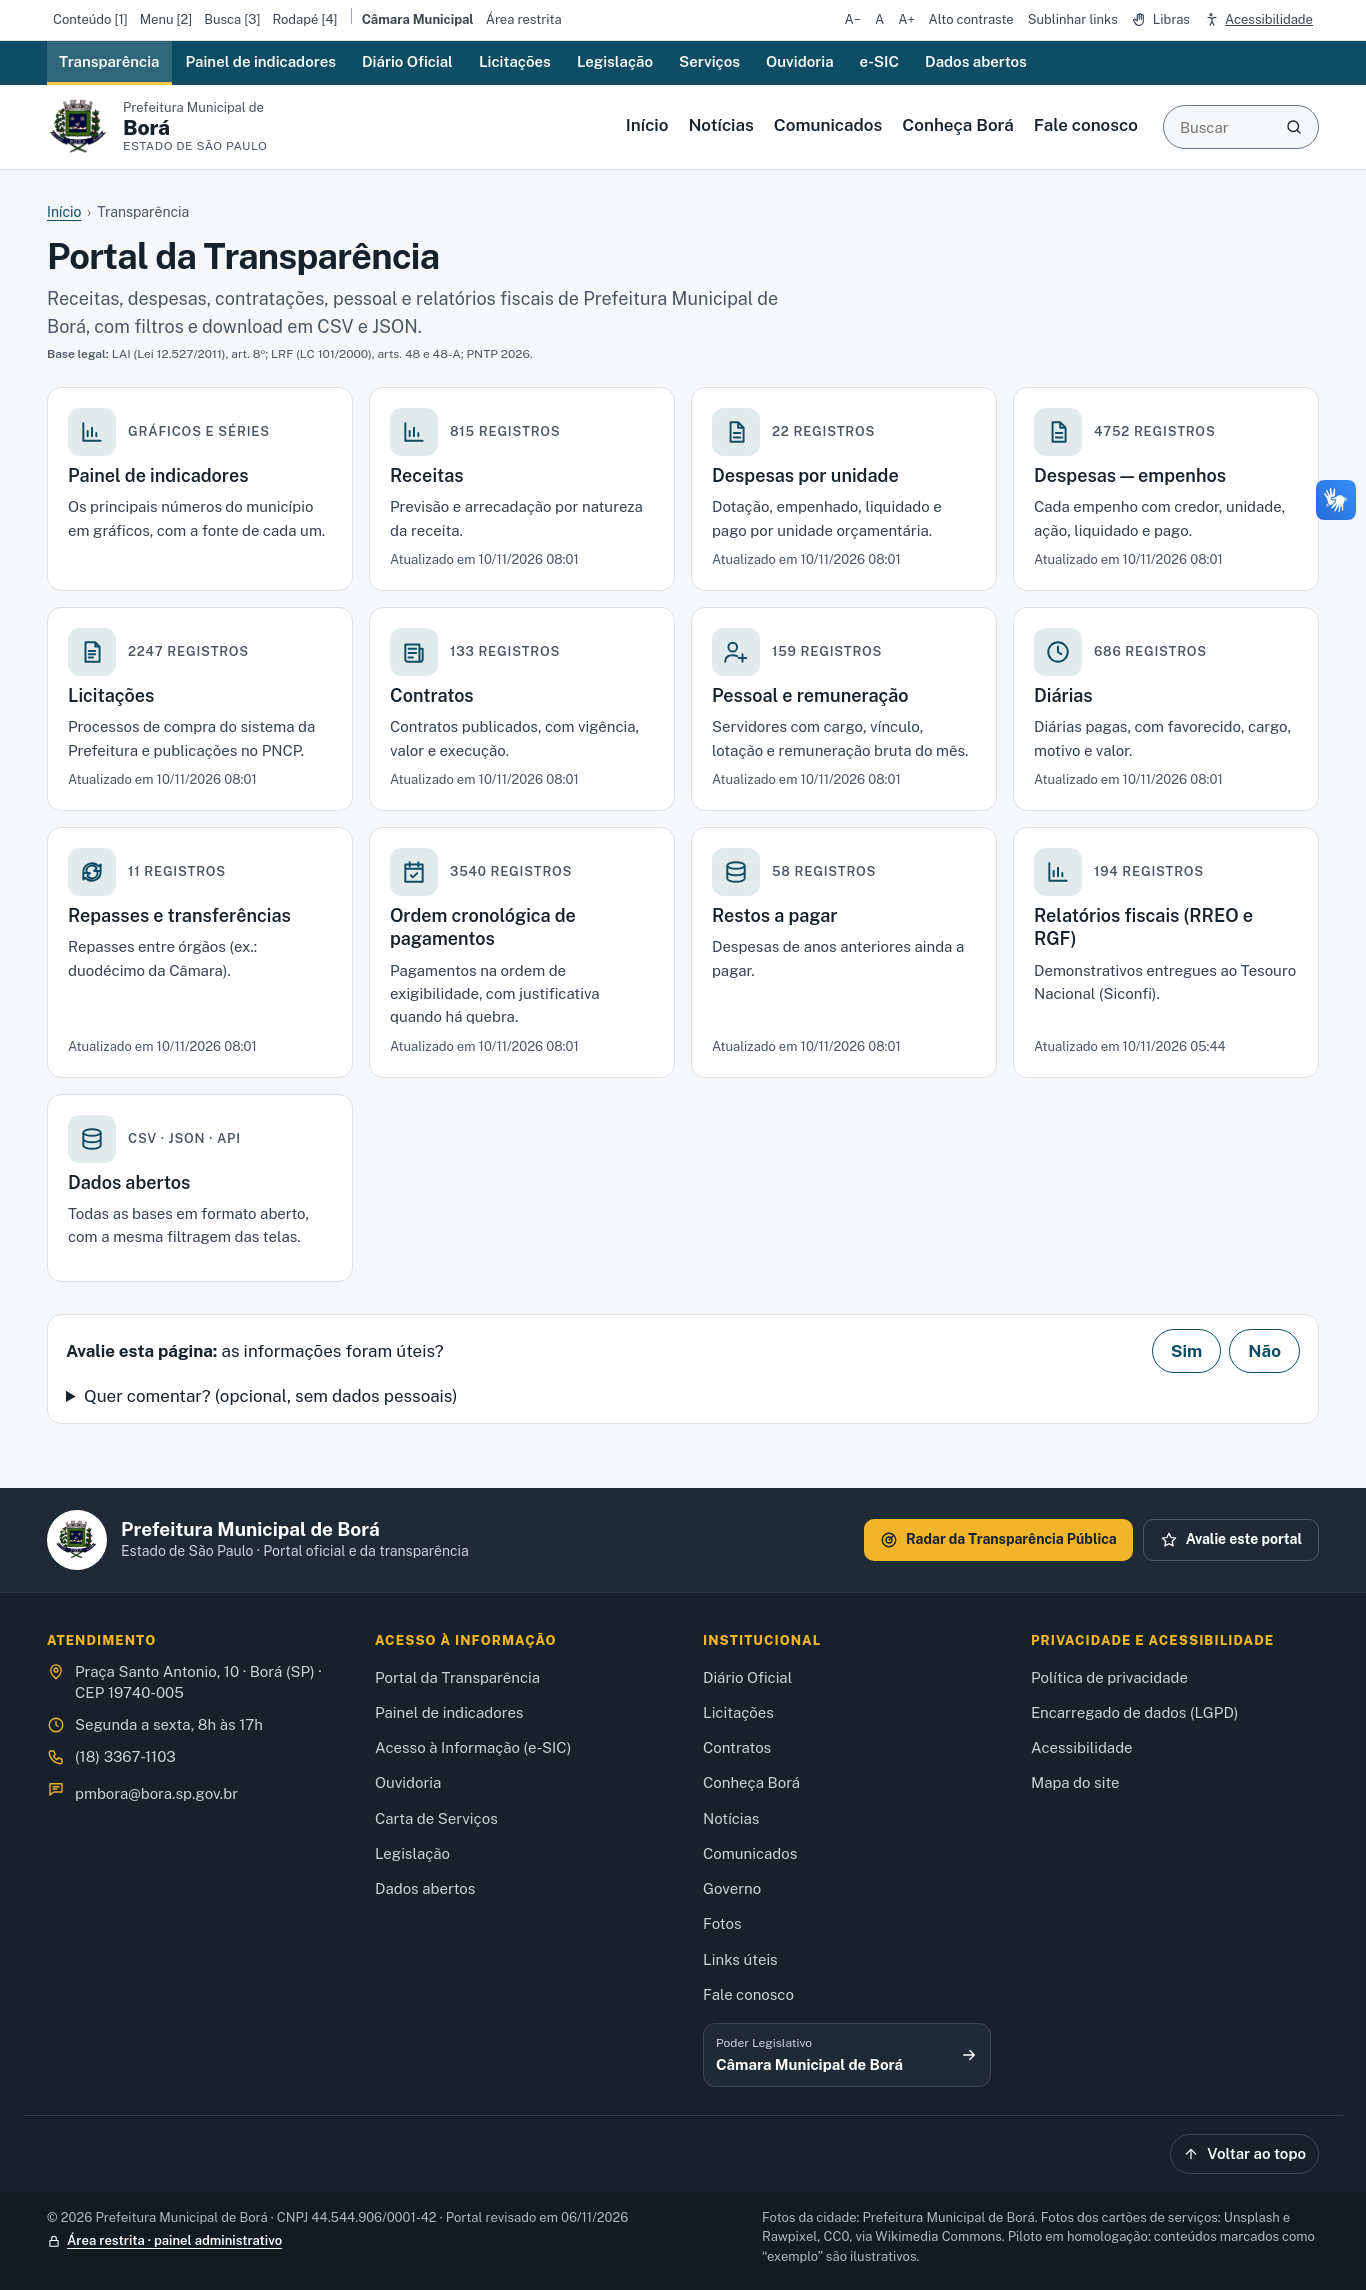 Conteúdo [1] Menu [2] Busca [3] Rodapé [4] Câmara Municipal Área restrita A− A A+ Alto contraste Sublinhar links Libras Acessibilidade
Transparência Painel de indicadores Diário Oficial Licitações Legislação Serviços Ouvidoria e-SIC Dados abertos
Prefeitura Municipal de
Borá
ESTADO DE SÃO PAULO
Início Notícias Comunicados Conheça Borá Fale conosco Buscar
Início › Transparência
Portal da Transparência
Receitas, despesas, contratações, pessoal e relatórios fiscais de Prefeitura Municipal de
Borá, com filtros e download em CSV e JSON.
Base legal: LAI (Lei 12.527/2011), art. 8º; LRF (LC 101/2000), arts. 48 e 48-A; PNTP 2026.
GRÁFICOS E SÉRIES
Painel de indicadores
Os principais números do município
em gráficos, com a fonte de cada um.
815 REGISTROS
Receitas
Previsão e arrecadação por natureza
da receita.
Atualizado em 10/11/2026 08:01
22 REGISTROS
Despesas por unidade
Dotação, empenhado, liquidado e
pago por unidade orçamentária.
Atualizado em 10/11/2026 08:01
4752 REGISTROS
Despesas — empenhos
Cada empenho com credor, unidade,
ação, liquidado e pago.
Atualizado em 10/11/2026 08:01
2247 REGISTROS
Licitações
Processos de compra do sistema da
Prefeitura e publicações no PNCP.
Atualizado em 10/11/2026 08:01
133 REGISTROS
Contratos
Contratos publicados, com vigência,
valor e execução.
Atualizado em 10/11/2026 08:01
159 REGISTROS
Pessoal e remuneração
Servidores com cargo, vínculo,
lotação e remuneração bruta do mês.
Atualizado em 10/11/2026 08:01
686 REGISTROS
Diárias
Diárias pagas, com favorecido, cargo,
motivo e valor.
Atualizado em 10/11/2026 08:01
11 REGISTROS
Repasses e transferências
Repasses entre órgãos (ex.:
duodécimo da Câmara).
Atualizado em 10/11/2026 08:01
3540 REGISTROS
Ordem cronológica de
pagamentos
Pagamentos na ordem de
exigibilidade, com justificativa
quando há quebra.
Atualizado em 10/11/2026 08:01
58 REGISTROS
Restos a pagar
Despesas de anos anteriores ainda a
pagar.
Atualizado em 10/11/2026 08:01
194 REGISTROS
Relatórios fiscais (RREO e
RGF)
Demonstrativos entregues ao Tesouro
Nacional (Siconfi).
Atualizado em 10/11/2026 05:44
CSV · JSON · API
Dados abertos
Todas as bases em formato aberto,
com a mesma filtragem das telas.
Avalie esta página: as informações foram úteis? Sim Não
Quer comentar? (opcional, sem dados pessoais)
Prefeitura Municipal de Borá
Estado de São Paulo · Portal oficial e da transparência
Radar da Transparência Pública Avalie este portal
ATENDIMENTO
Praça Santo Antonio, 10 · Borá (SP) ·
CEP 19740-005
Segunda a sexta, 8h às 17h
(18) 3367-1103
pmbora@bora.sp.gov.br
ACESSO À INFORMAÇÃO
Portal da Transparência
Painel de indicadores
Acesso à Informação (e-SIC)
Ouvidoria
Carta de Serviços
Legislação
Dados abertos
INSTITUCIONAL
Diário Oficial
Licitações
Contratos
Conheça Borá
Notícias
Comunicados
Governo
Fotos
Links úteis
Fale conosco
Poder Legislativo
Câmara Municipal de Borá
PRIVACIDADE E ACESSIBILIDADE
Política de privacidade
Encarregado de dados (LGPD)
Acessibilidade
Mapa do site
Voltar ao topo
© 2026 Prefeitura Municipal de Borá · CNPJ 44.544.906/0001-42 · Portal revisado em 06/11/2026
Área restrita · painel administrativo
Fotos da cidade: Prefeitura Municipal de Borá. Fotos dos cartões de serviços: Unsplash e
Rawpixel, CC0, via Wikimedia Commons. Piloto em homologação: conteúdos marcados como
“exemplo” são ilustrativos.